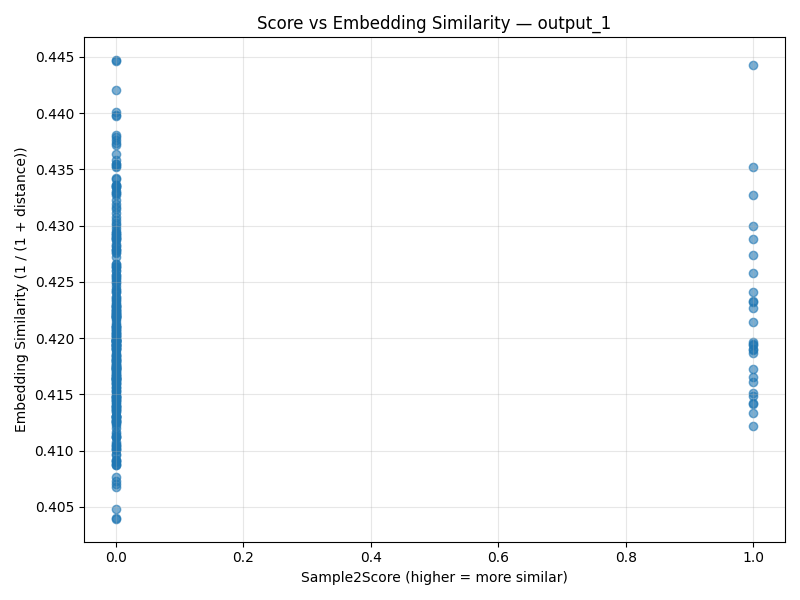 Score vs Embedding Similarity — output_1
Embedding Similarity (1 / (1 + distance))
0.445
0.440
0.435
0.430
0.425
0.420
0.415
0.410
0.405
0.0 0.2 0.4 0.6 0.8 1.0
Sample2Score (higher = more similar)